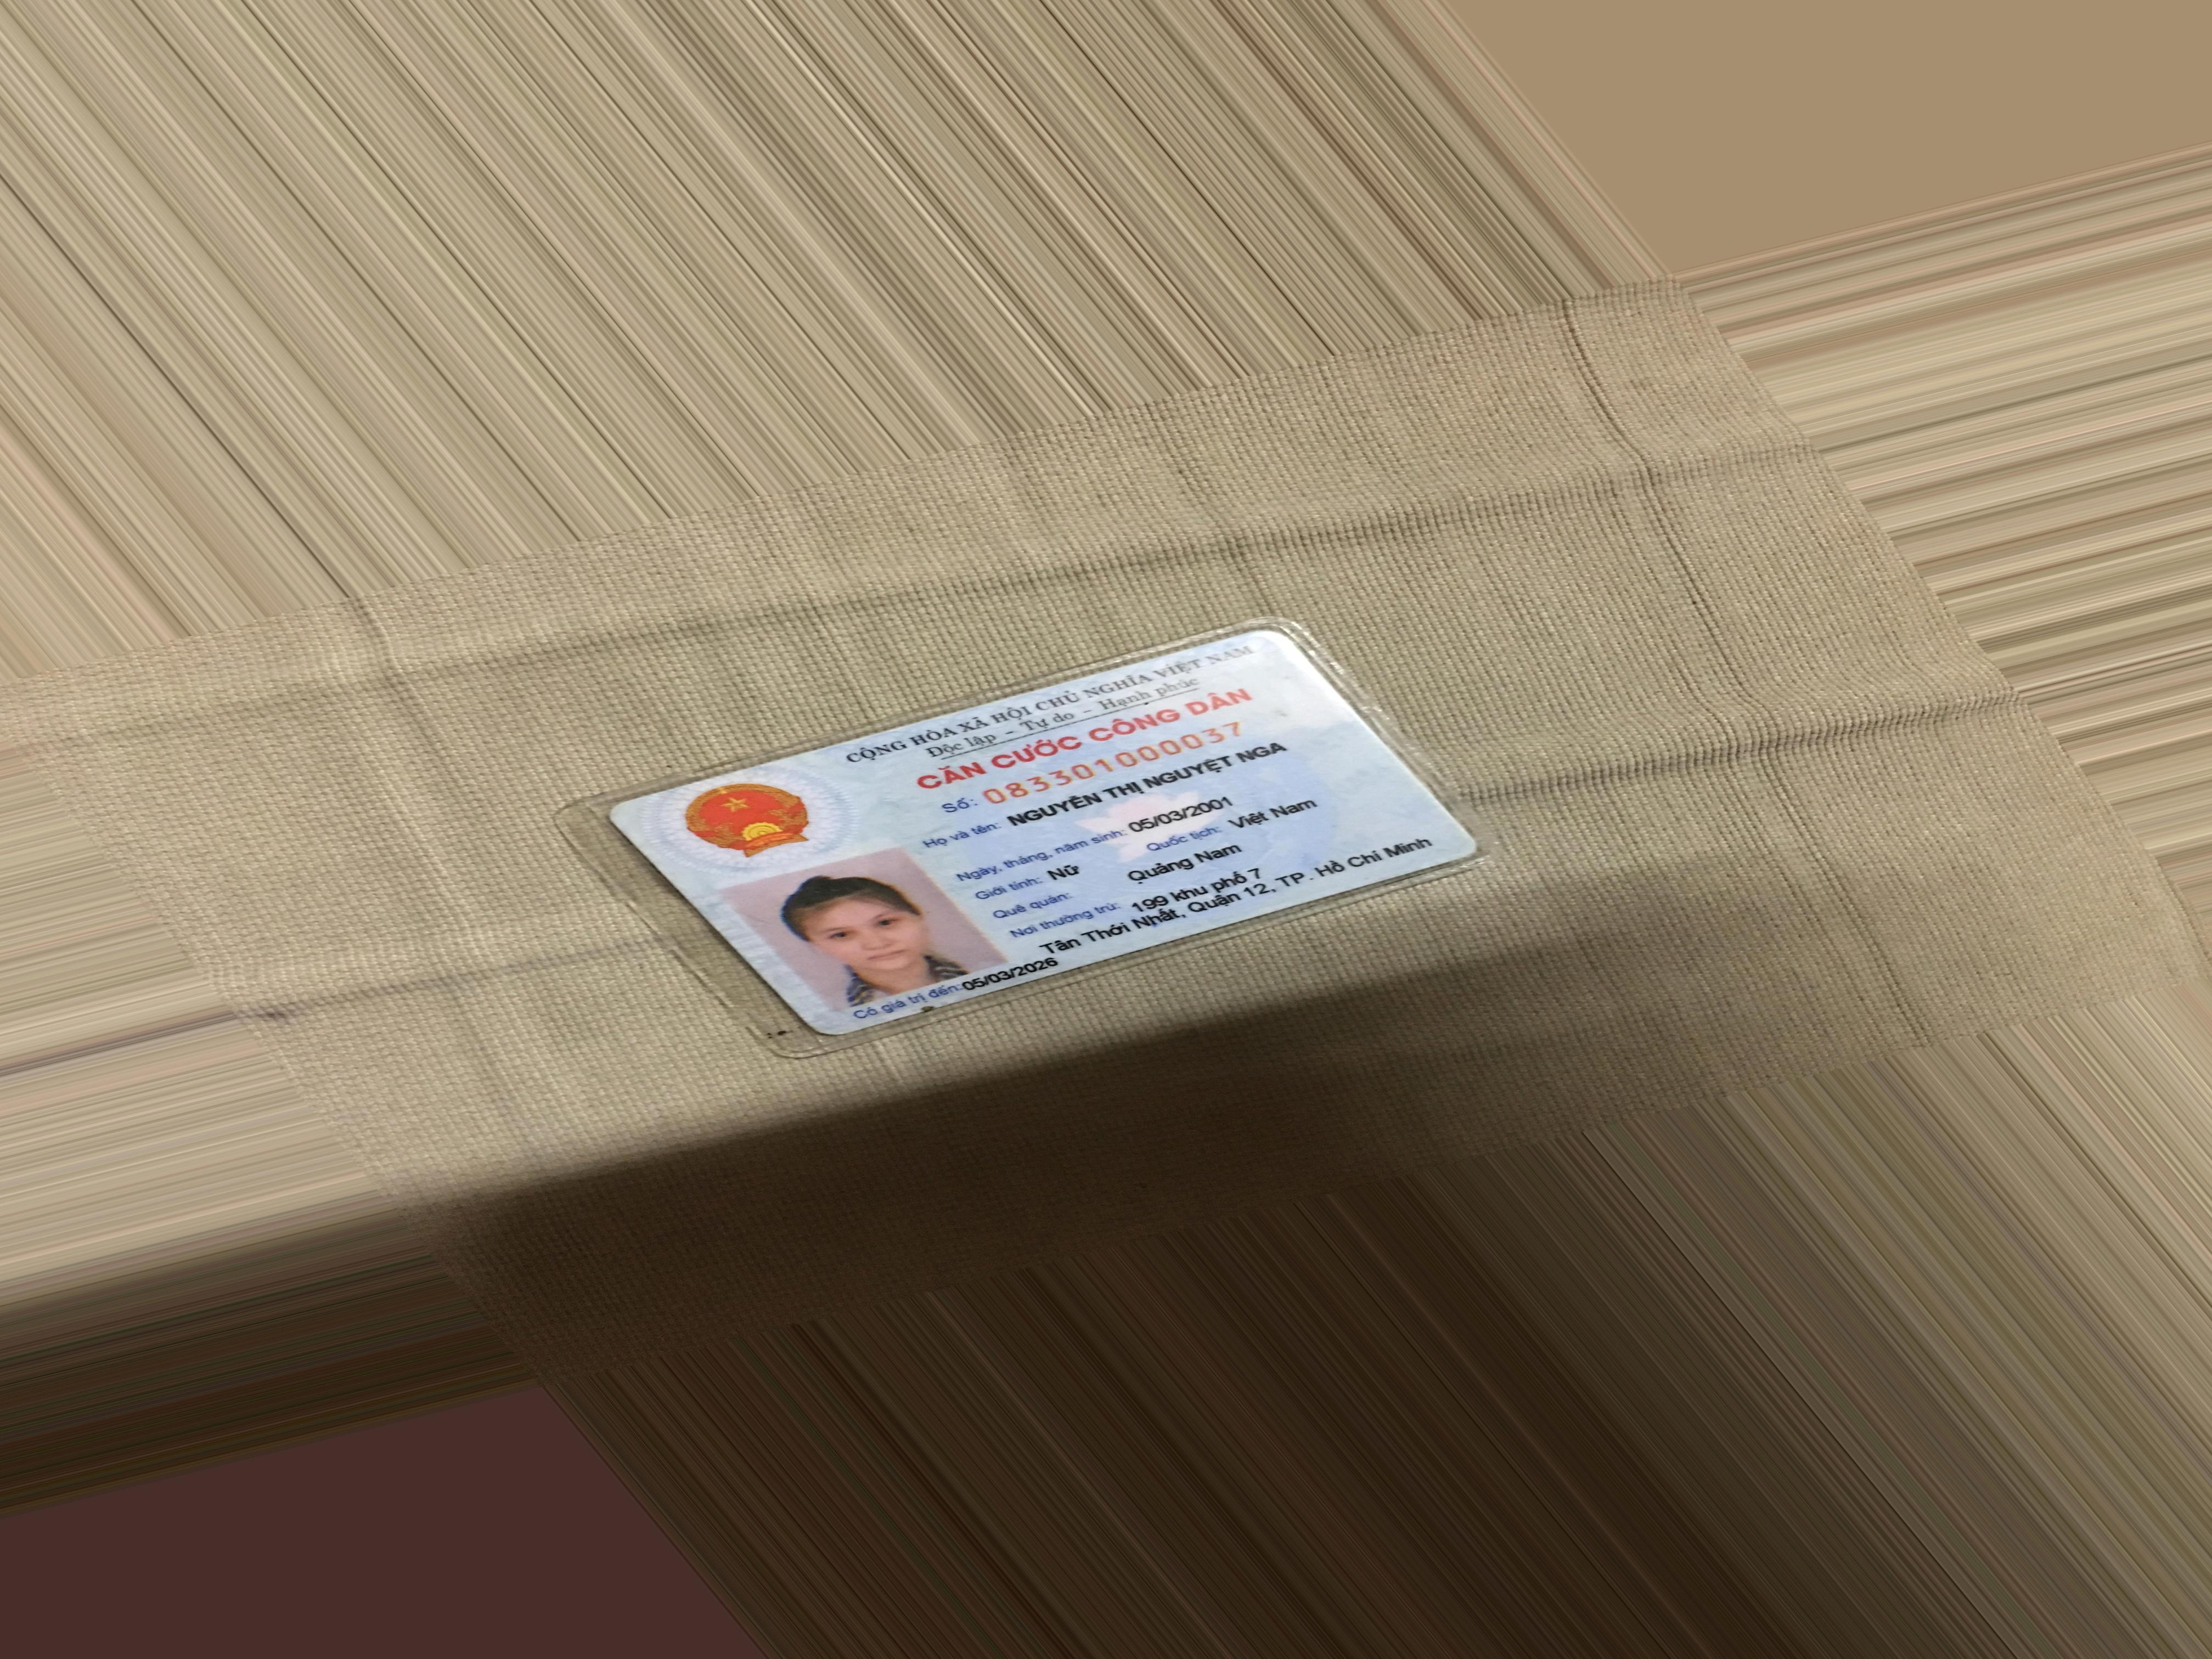 CỘNG HÒA XÃ HỘI CHỦ NGHĨA VIỆT NAM
Độc lập - Tự do - Hạnh phúc
CĂN CƯỚC CÔNG DÂN
Số: 083301000037
Họ và tên: NGUYỄN THỊ NGUYỆT NGA
Ngày, tháng, năm sinh: 05/03/2001
Giới tính: Nữ Quốc tịch: Việt Nam
Quê quán: Quảng Nam
Nơi thường trú: 199 khu phố 7
Tân Thới Nhất, Quận 12, TP. Hồ Chí Minh
Có giá trị đến: 05/03/2026